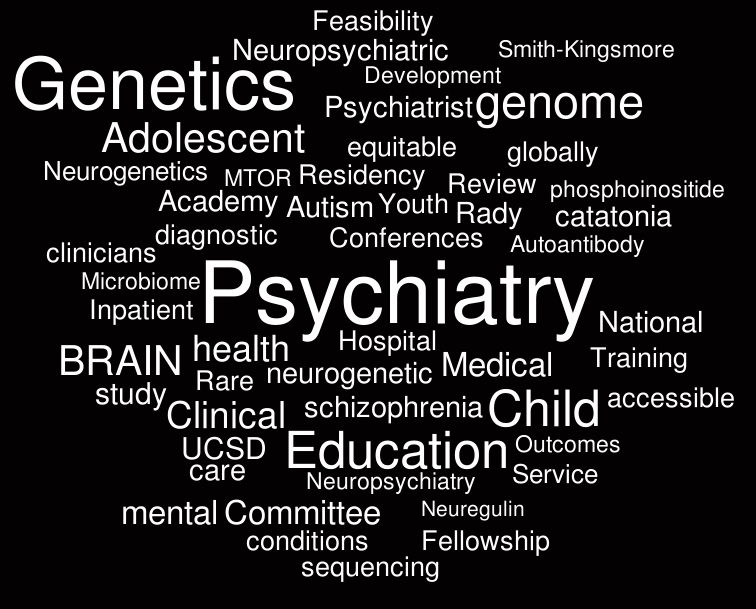 Feasibility
Neuropsychiatric Smith-Kingsmore
Genetics Development
Psychiatrist genome
Adolescent equitable globally
Neurogenetics MTOR Residency Review phosphoinositide
Academy Autism Youth Rady catatonia
clinicians diagnostic Conferences Autoantibody
Microbiome Psychiatry
Inpatient National
BRAIN health Hospital Medical Training
study Rare neurogenetic Child accessible
Clinical schizophrenia
UCSD Education Outcomes
care Neuropsychiatry Service
mental Committee Neuregulin
conditions Fellowship
sequencing